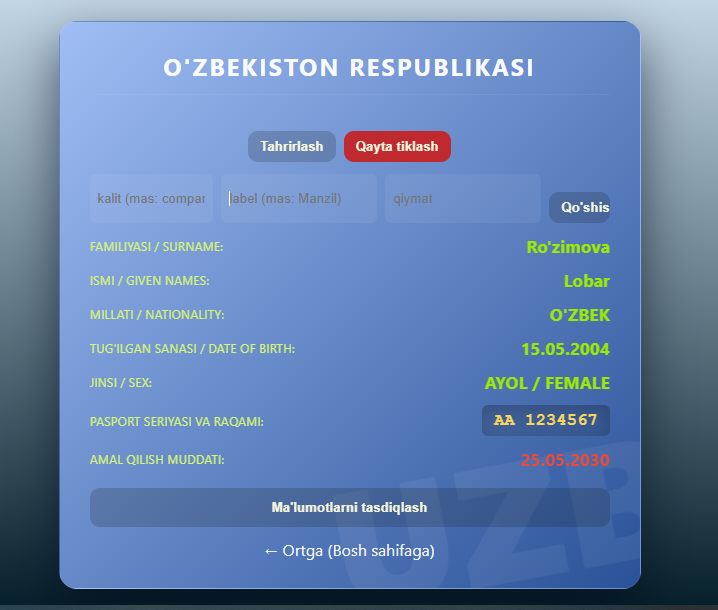 O'ZBEKISTON RESPUBLIKASI
Tahrirlash Qayta tiklash
kalit (mas: compar label (mas: Manzil) qiymat Qo'shis
FAMILIYASI / SURNAME: Ro'zimova
ISMI / GIVEN NAMES: Lobar
MILLATI / NATIONALITY: O'ZBEK
TUG'ILGAN SANASI / DATE OF BIRTH: 15.05.2004
JINSI / SEX: AYOL / FEMALE
PASPORT SERIYASI VA RAQAMI: AA 1234567
AMAL QILISH MUDDATI: 25.05.2030
Ma'lumotlarni tasdiqlash
← Ortga (Bosh sahifaga)
UZB